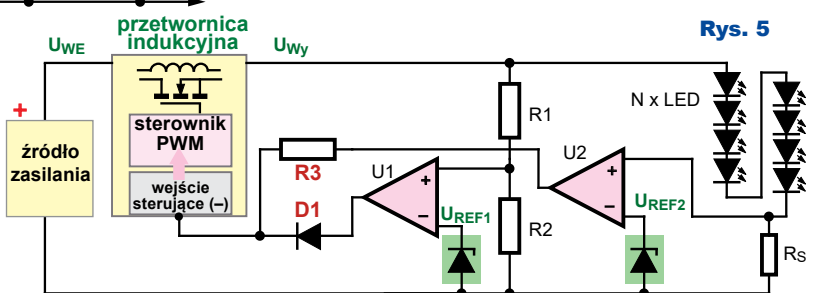 przetwornica
indukcyjna
Rys. 5
UWE
UWy
+
źródło
zasilania
sterownik
PWM
wejście
sterujące (–)
R3
D1
U1
+
–
UREF1
R1
R2
U2
+
–
UREF2
N x LED
RS